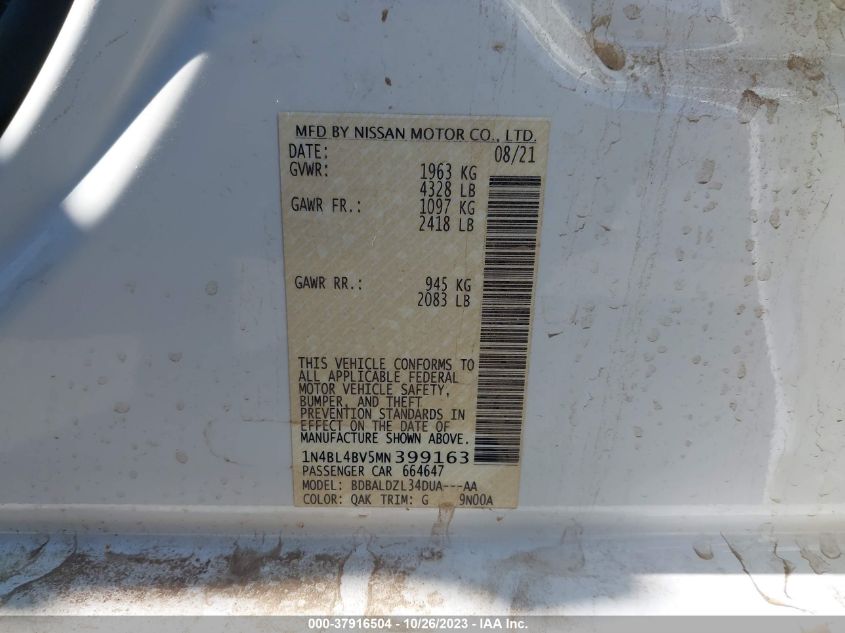 MFD BY NISSAN MOTOR CO., LTD.
DATE: 08/21
GVWR: 1963 KG
4328 LB
GAWR FR.: 1097 KG
2418 LB
GAWR RR.: 945 KG
2083 LB
THIS VEHICLE CONFORMS TO
ALL APPLICABLE FEDERAL
MOTOR VEHICLE SAFETY,
BUMPER, AND THEFT
PREVENTION STANDARDS IN
EFFECT ON THE DATE OF
MANUFACTURE SHOWN ABOVE.
1N4BL4BV5MN399163
PASSENGER CAR 664647
MODEL: BDBALDZL34DUA---AA
COLOR: QAK TRIM: G 9N00A
000-37916504 - 10/26/2023 - IAA Inc.